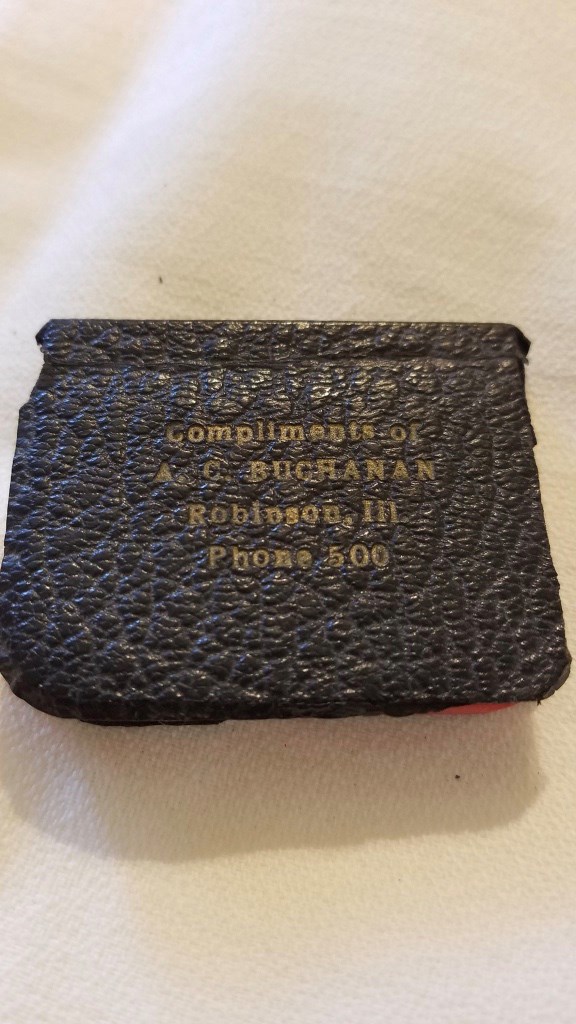 Compliments of
A. C. BUCHANAN
Robinson, Ill
Phone 500